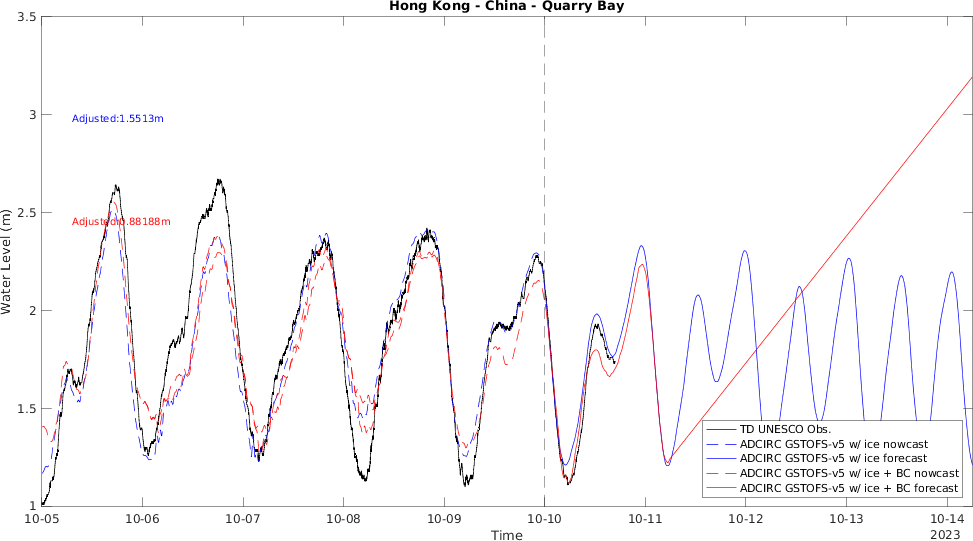 Hong Kong - China - Quarry Bay
3.5
3
2.5
2
1.5
1
Water Level (m)
Adjusted:1.5513m
Adjusted:0.88188m
TD UNESCO Obs.
ADCIRC GSTOFS-v5 w/ ice nowcast
ADCIRC GSTOFS-v5 w/ ice forecast
ADCIRC GSTOFS-v5 w/ ice + BC nowcast
ADCIRC GSTOFS-v5 w/ ice + BC forecast
10-05 10-06 10-07 10-08 10-09 10-10 10-11 10-12 10-13 10-14
2023
Time